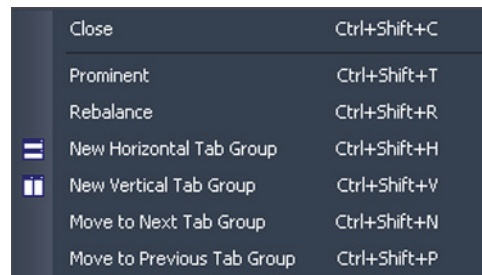 Close Ctrl+Shift+C
Prominent Ctrl+Shift+T
Rebalance Ctrl+Shift+R
New Horizontal Tab Group Ctrl+Shift+H
New Vertical Tab Group Ctrl+Shift+V
Move to Next Tab Group Ctrl+Shift+N
Move to Previous Tab Group Ctrl+Shift+P